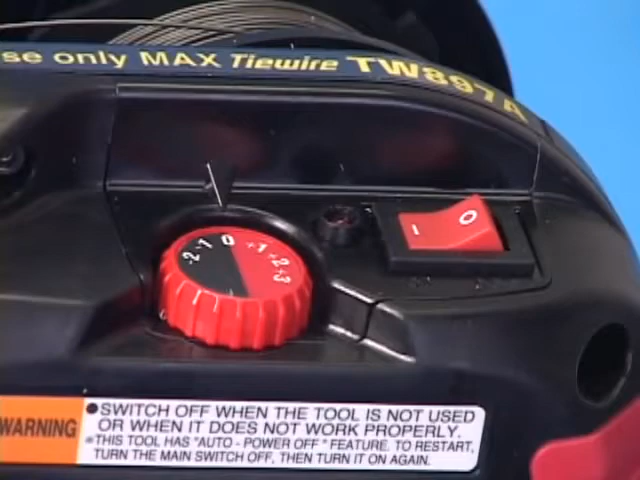 se only MAX Tiewire TW897A
-2 -1 0 +1 +2 +3
I O
WARNING
●SWITCH OFF WHEN THE TOOL IS NOT USED
OR WHEN IT DOES NOT WORK PROPERLY.
●THIS TOOL HAS "AUTO - POWER OFF" FEATURE. TO RESTART,
TURN THE MAIN SWITCH OFF, THEN TURN IT ON AGAIN.